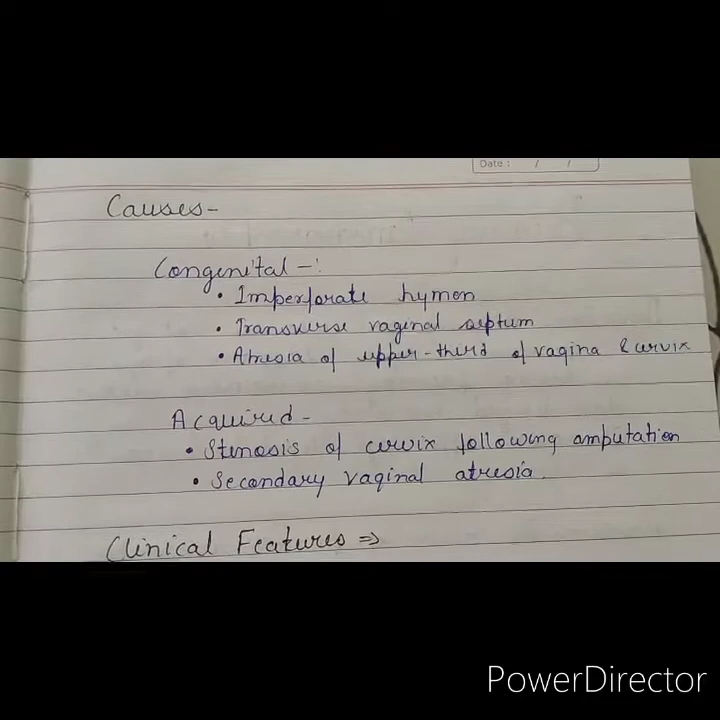 Date : / /
Causes-
Congenital -:
• Imperforate hymen
• Transverse vaginal septum
• Atresia of upper-third of vagina & cervix
Acquired -
• Stenosis of cervix following amputation
• Secondary vaginal atresia.
Clinical Features ⇒
PowerDirector